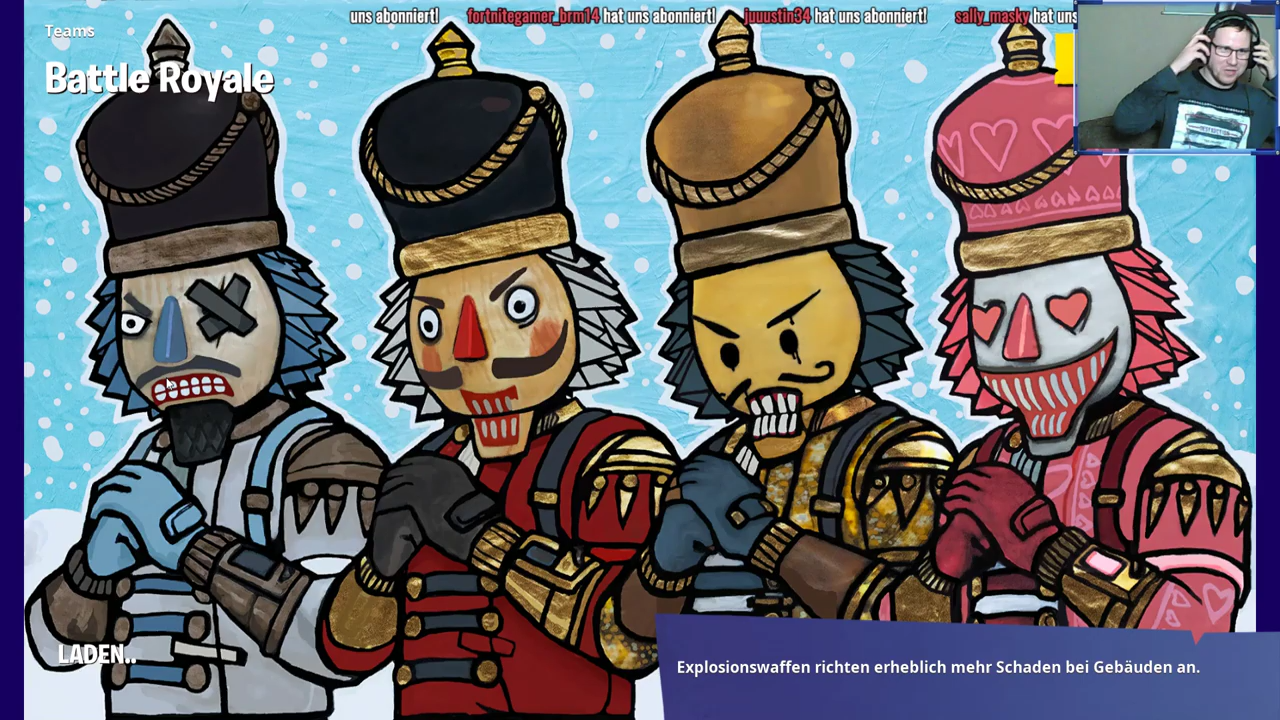 uns abonniert! fortnitegamer_brm14 hat uns abonniert! juuustin34 hat uns abonniert! sally_masky hat uns
Teams
Battle Royale
LADEN..
Explosionswaffen richten erheblich mehr Schaden bei Gebäuden an.